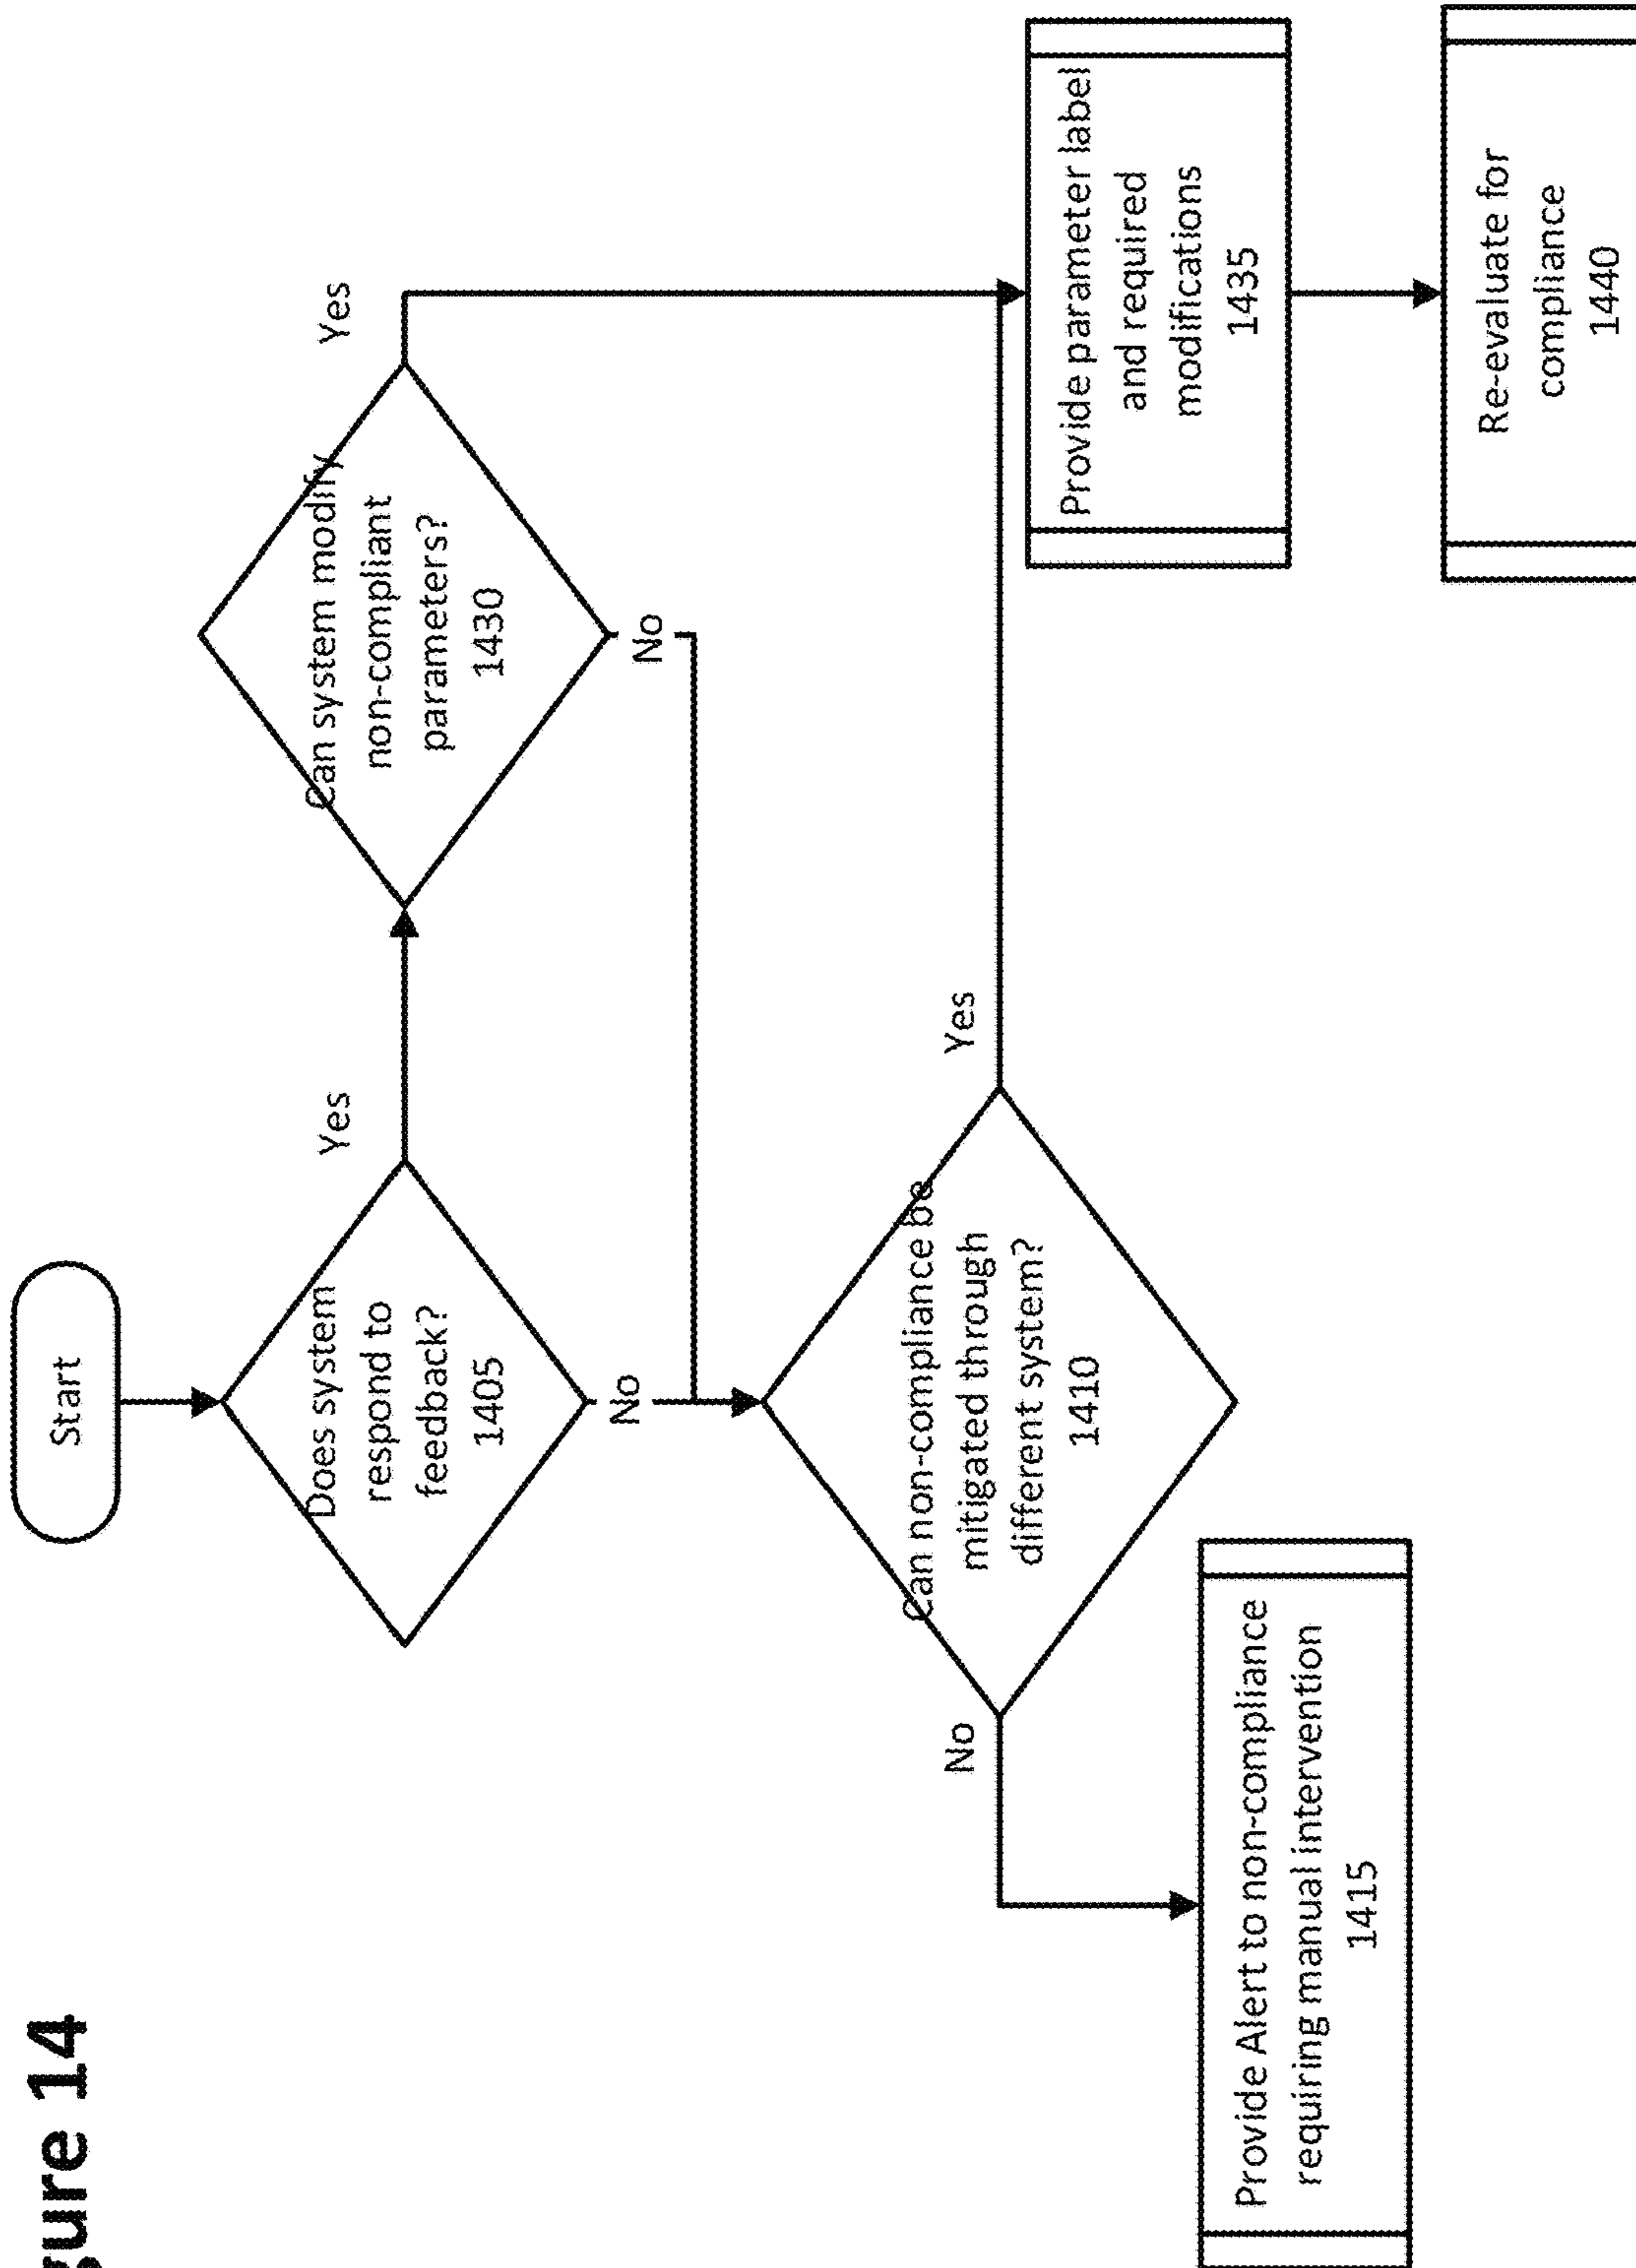 gure 14
Start
Does system
respond to
feedback?
1405
Yes
No
Can system modify
non-compliant
parameters?
1430
Yes
No
Can non-compliance be
mitigated through
different system?
1410
Yes
No
Provide Alert to non-compliance
requiring manual intervention
1415
Provide parameter label
and required
modifications
1435
Re-evaluate for
compliance
1440